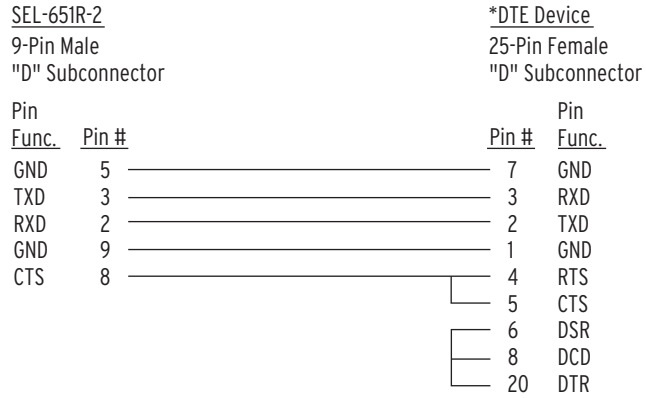 SEL-651R-2 *DTE Device
9-Pin Male 25-Pin Female
"D" Subconnector "D" Subconnector
Pin Pin
Func. Pin # Pin # Func.
GND 5 7 GND
TXD 3 3 RXD
RXD 2 2 TXD
GND 9 1 GND
CTS 8 4 RTS
5 CTS
6 DSR
8 DCD
20 DTR